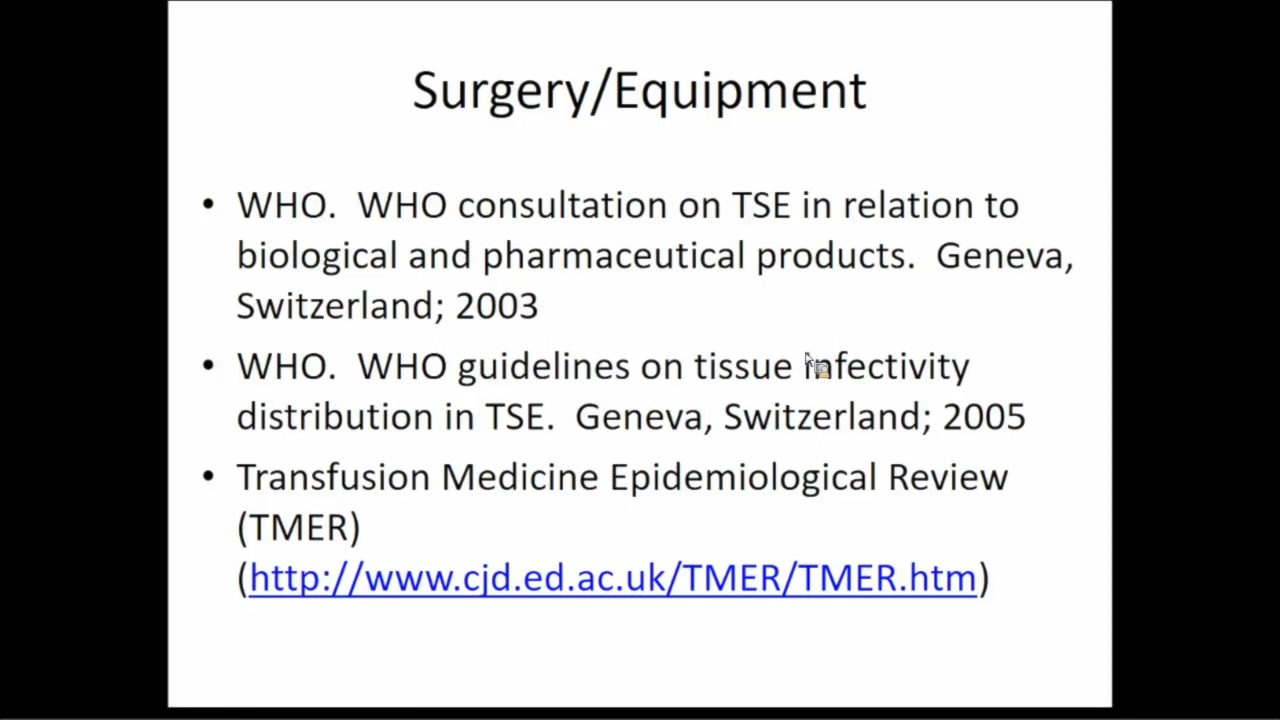 Surgery/Equipment
• WHO.  WHO consultation on TSE in relation to
biological and pharmaceutical products.  Geneva,
Switzerland; 2003
• WHO.  WHO guidelines on tissue infectivity
distribution in TSE.  Geneva, Switzerland; 2005
• Transfusion Medicine Epidemiological Review
(TMER)
(http://www.cjd.ed.ac.uk/TMER/TMER.htm)